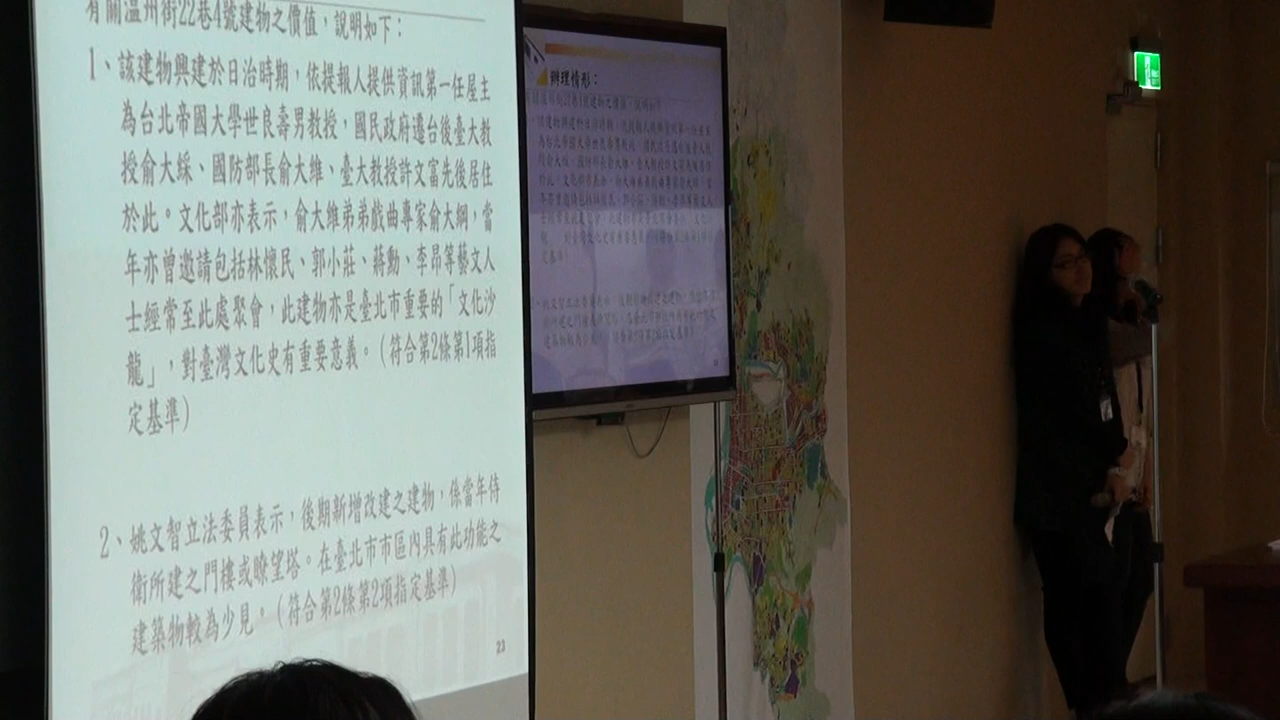 有關溫州街22巷4號建物之價值，說明如下：
1、該建物興建於日治時期，依提報人提供資訊第一任屋主
為台北帝國大學世良壽男教授，國民政府遷台後臺大教
授俞大綵、國防部長俞大維、臺大教授許文富先後居住
於此。文化部亦表示，俞大維弟弟戲曲專家俞大綱，當
年亦曾邀請包括林懷民、郭小莊、蔣勳、李昂等藝文人
士經常至此處聚會，此建物亦是臺北市重要的「文化沙
龍」，對臺灣文化史有重要意義。（符合第2條第1項指
定基準）
2、姚文智立法委員表示，後期新增改建之建物，係當年侍
衛所建之門樓或瞭望塔。在臺北市市區內具有此功能之
建築物較為少見。（符合第2條第2項指定基準）
23
辦理情形：